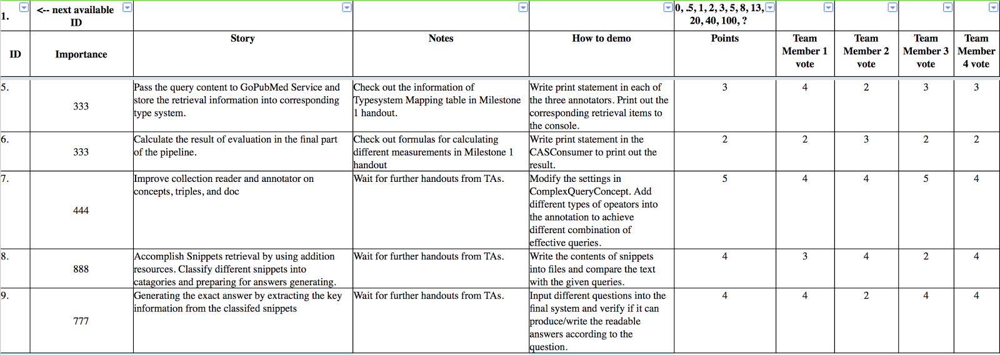 1.
<-- next available
ID
0, .5, 1, 2, 3, 5, 8, 13,
20, 40, 100, ?
ID
Importance
Story
Notes
How to demo
Points
Team
Member 1
vote
Team
Member 2
vote
Team
Member 3
vote
Team
Member
4 vote
5.
333
Pass the query content to GoPubMed Service and
store the retrieval information into corresponding
type system.
Check out the information of
Typesystem Mapping table in Milestone
1 handout.
Write print statement in each of
the three annotators. Print out the
corresponding retrieval items to
the console.
3
4
2
3
3
6.
333
Calculate the result of evaluation in the final part
of the pipeline.
Check out formulas for calculating
different measurements in Milestone 1
handout
Write print statement in the
CASConsumer to print out the
result.
2
2
3
2
2
7.
444
Improve collection reader and annotator on
concepts, triples, and doc
Wait for further handouts from TAs.
Modify the settings in
ComplexQueryConcept. Add
different types of opeators into
the annotation to achieve
different combination of
effective queries.
5
4
4
5
4
8.
888
Accomplish Snippets retrieval by using addition
resources. Classify different snippets into
catagories and preparing for answers generating.
Wait for further handouts from TAs.
Write the contents of snippets
into files and compare the text
with the given queries.
4
3
4
2
4
9.
777
Generating the exact answer by extracting the key
information from the classifed snippets
Wait for further handouts from TAs.
Input different questions into the
final system and verify if it can
produce/write the readable
answers according to the
question.
4
4
2
4
4